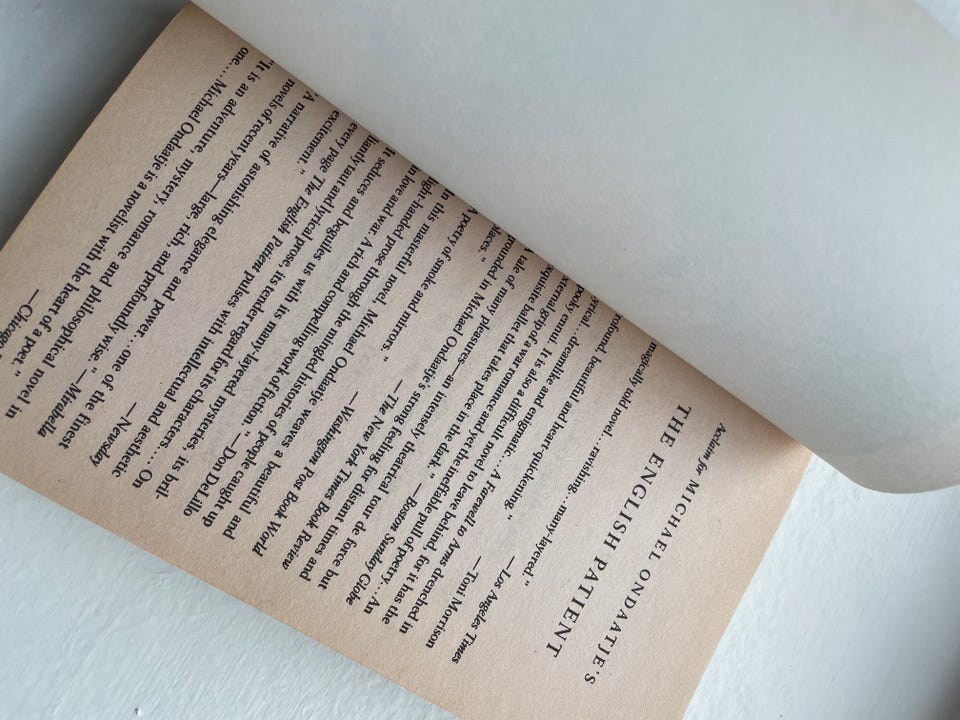 Acclaim for MICHAEL ONDAATJE'S
THE ENGLISH PATIENT
magically told novel...ravishing...many-layered."
—Los Angeles Times
beautiful and heart-quickening."
—Toni Morrison
yrical...dreamlike and enigmatic...A Farewell to Arms drenched in
pooky ennui. It is also a difficult novel to leave behind, for it has the
external grip of a war romance and yet the ineffable pull of poetry...An
xquisite ballet that takes place in the dark." —Boston Sunday Globe
A tale of many pleasures—an intensely theatrical tour de force but
rounded in Michael Ondaatje's strong feeling for distant times and
places." —The New York Times Book Review
A poetry of smoke and mirrors." —Washington Post Book World
In this masterful novel, Michael Ondaatje weaves a beautiful and
light-handed prose through the mingled histories of people caught up
in love and war. A rich and compelling work of fiction." —Don DeLillo
It seduces and beguiles us with its many-layered mysteries, its bril
liantly taut and lyrical prose, its tender regard for its characters.... On
every page The English Patient pulses with intellectual and aesthetic
excitement." —Newsday
"A narrative of astonishing elegance and power...one of the finest
novels of recent years—large, rich, and profoundly wise." —Mirabella
"It is an adventure, mystery, romance and philosophical novel in
one....Michael Ondaatje is a novelist with the heart of a poet."
—Chicago